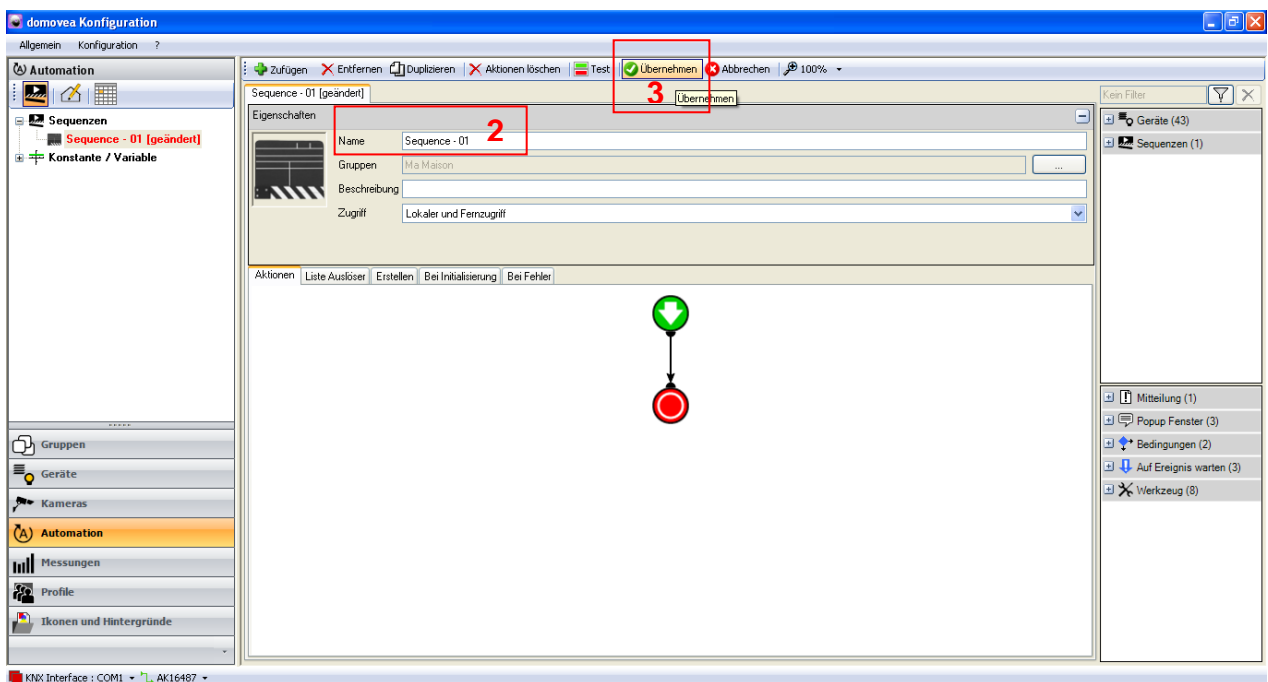 domovea Konfiguration
Allgemein Konfiguration ?
Automation
Sequenzen
Sequence - 01 [geändert]
Konstante / Variable
Gruppen
Geräte
Kameras
Automation
Messungen
Profile
Ikonen und Hintergründe
Zufügen Entfernen Duplizieren Aktionen löschen Test Übernehmen Abbrechen 100%
3
Übernehmen
Sequence - 01 [geändert]
Eigenschaften
2
Name Sequence - 01
Gruppen Ma Maison ...
Beschreibung
Zugriff Lokaler und Fernzugriff
Aktionen Liste Auslöser Erstellen Bei Initialisierung Bei Fehler
Kein Filter
Geräte (43)
Sequenzen (1)
Mitteilung (1)
Popup Fenster (3)
Bedingungen (2)
Auf Ereignis warten (3)
Werkzeug (8)
KNX Interface : COM1 AK16487